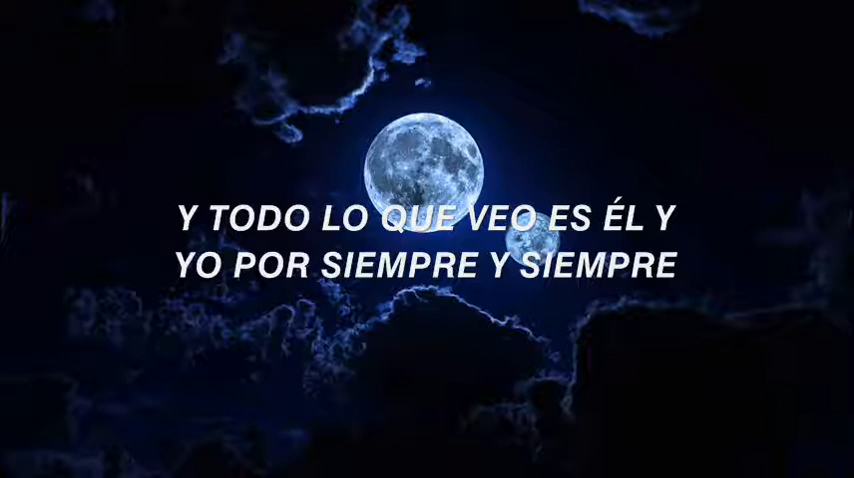 Y TODO LO QUE VEO ES ÉL Y
YO POR SIEMPRE Y SIEMPRE